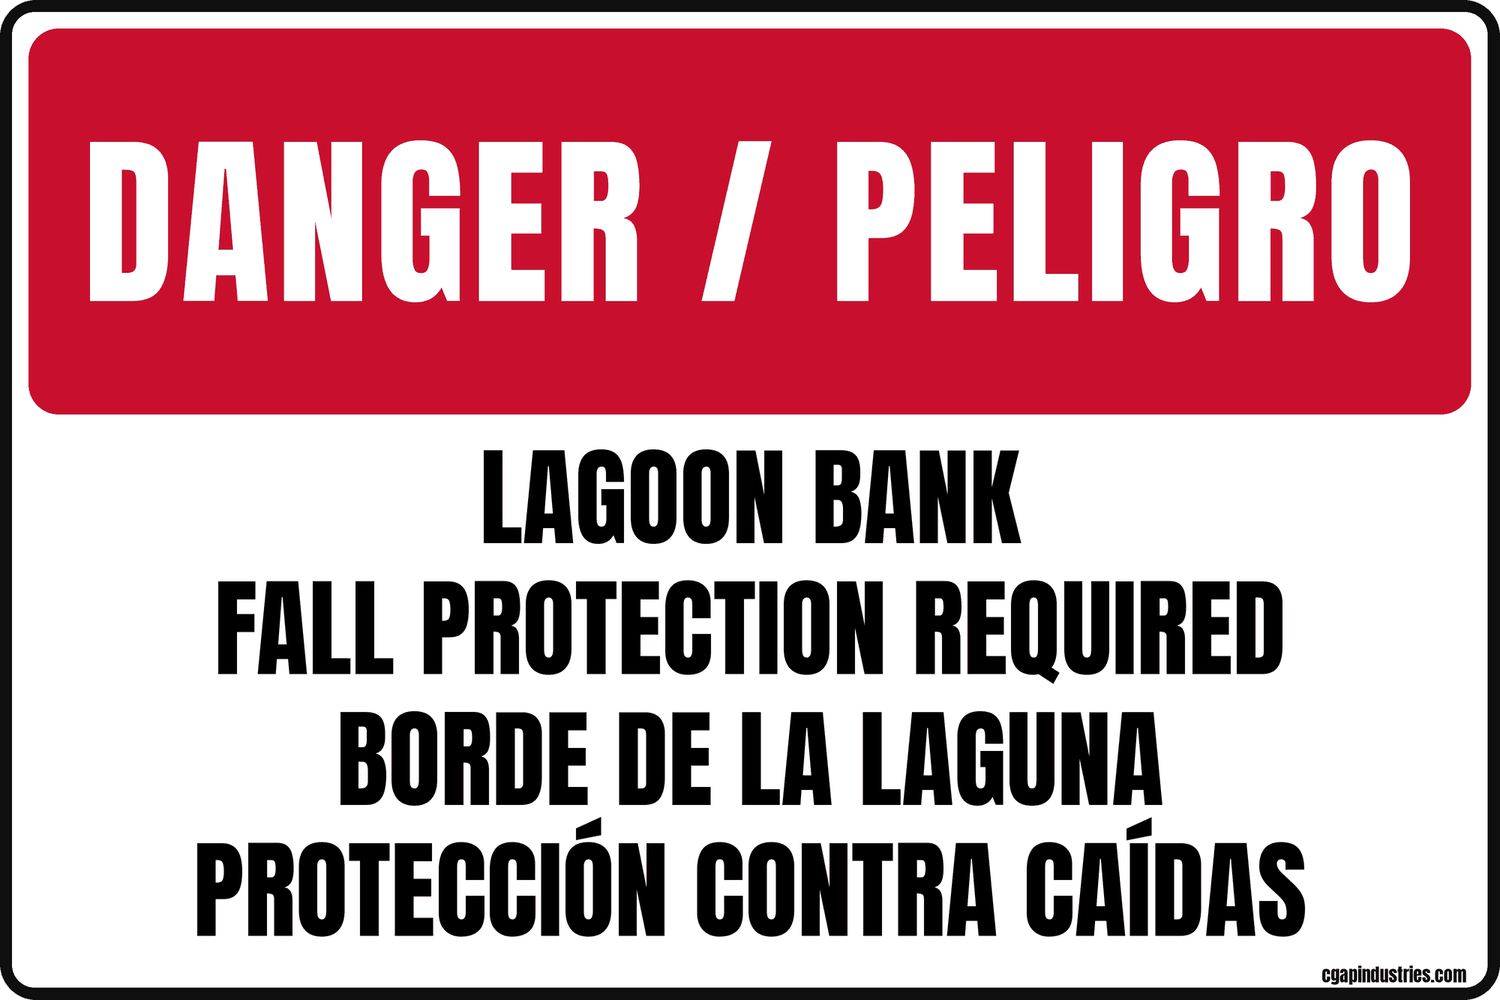 DANGER / PELIGRO
LAGOON BANK
FALL PROTECTION REQUIRED
BORDE DE LA LAGUNA
PROTECCIÓN CONTRA CAÍDAS
cgapindustries.com